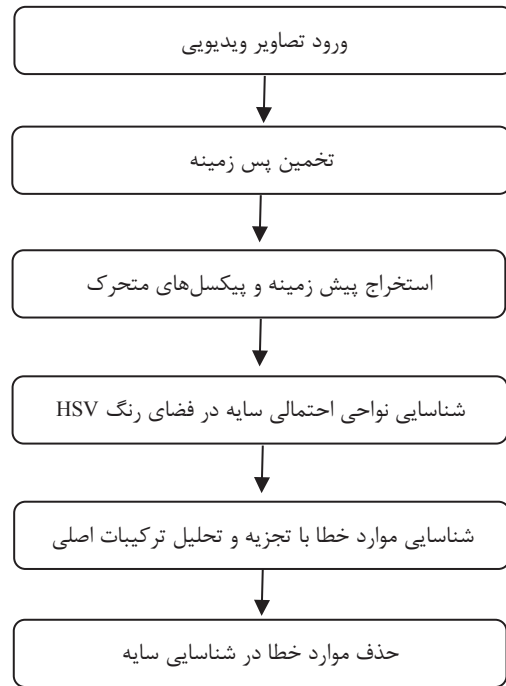 ورود تصاویر ویدیویی
تخمین پس زمینه
استخراج پیش زمینه و پیکسل‌های متحرک
شناسایی نواحی احتمالی سایه در فضای رنگ HSV
شناسایی موارد خطا با تجزیه و تحلیل ترکیبات اصلی
حذف موارد خطا در شناسایی سایه